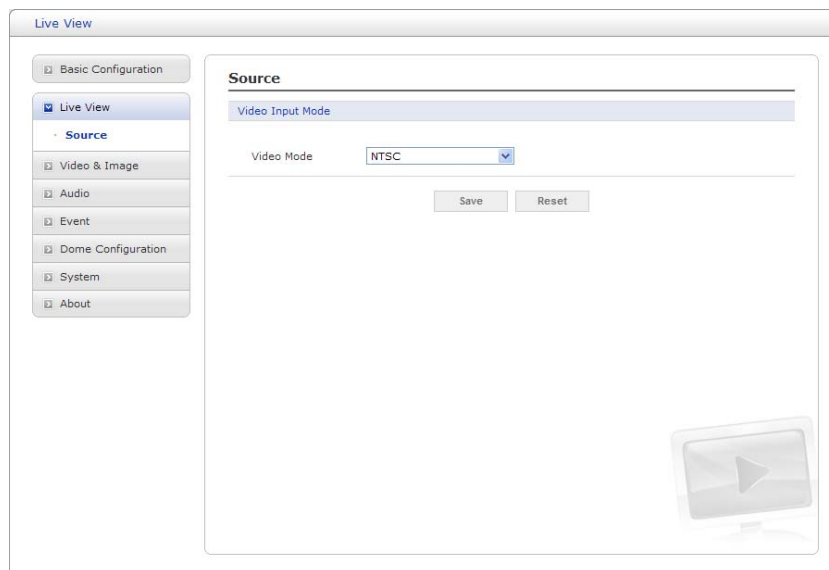 Live View
Basic Configuration
Live View
Source
Video & Image
Audio
Event
Dome Configuration
System
About
Source
Video Input Mode
Video Mode NTSC
Save Reset